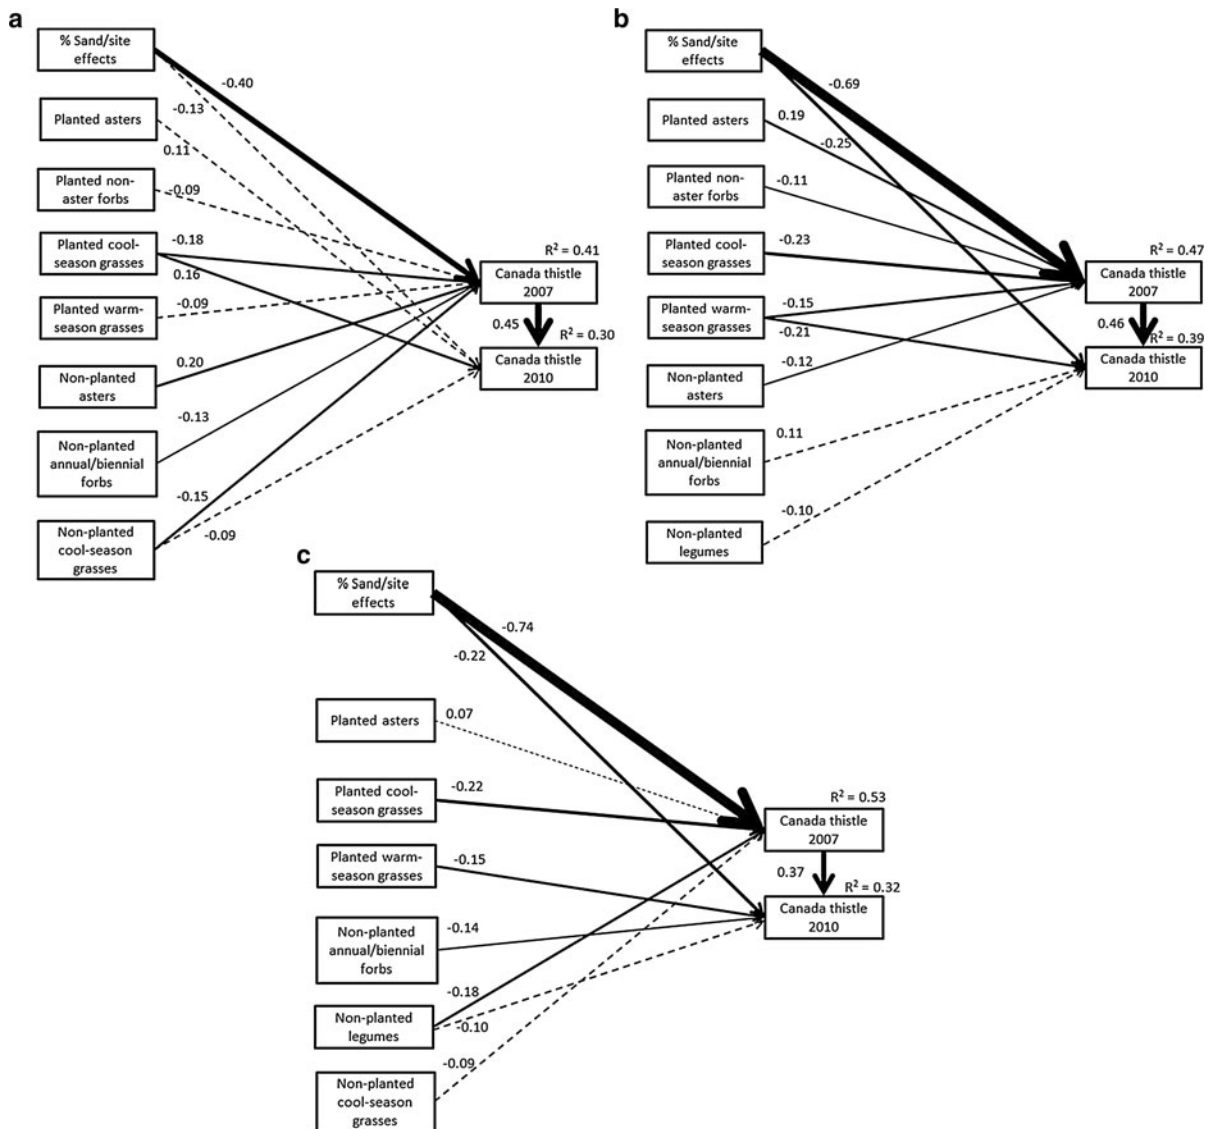 a
% Sand/site
effects
-0.40
-0.13
Planted asters
0.11
Planted non-
aster forbs
-0.09
Planted cool-
season grasses
-0.18
0.16
Planted warm-
season grasses
-0.09
Non-planted
asters
0.20
Non-planted
annual/biennial
forbs
-0.13
Non-planted
cool-season
grasses
-0.15
-0.09
R² = 0.41
Canada thistle
2007
0.45
R² = 0.30
Canada thistle
2010
b
% Sand/site
effects
-0.69
Planted asters
0.19
-0.25
Planted non-
aster forbs
-0.11
Planted cool-
season grasses
-0.23
Planted warm-
season grasses
-0.15
-0.21
Non-planted
asters
-0.12
Non-planted
annual/biennial
forbs
0.11
Non-planted
legumes
-0.10
R² = 0.47
Canada thistle
2007
0.46
R² = 0.39
Canada thistle
2010
c
% Sand/site
effects
-0.74
-0.22
Planted asters
0.07
Planted cool-
season grasses
-0.22
Planted warm-
season grasses
-0.15
Non-planted
annual/biennial
forbs
-0.14
Non-planted
legumes
-0.18
-0.10
Non-planted
cool-season
grasses
-0.09
R² = 0.53
Canada thistle
2007
0.37
R² = 0.32
Canada thistle
2010